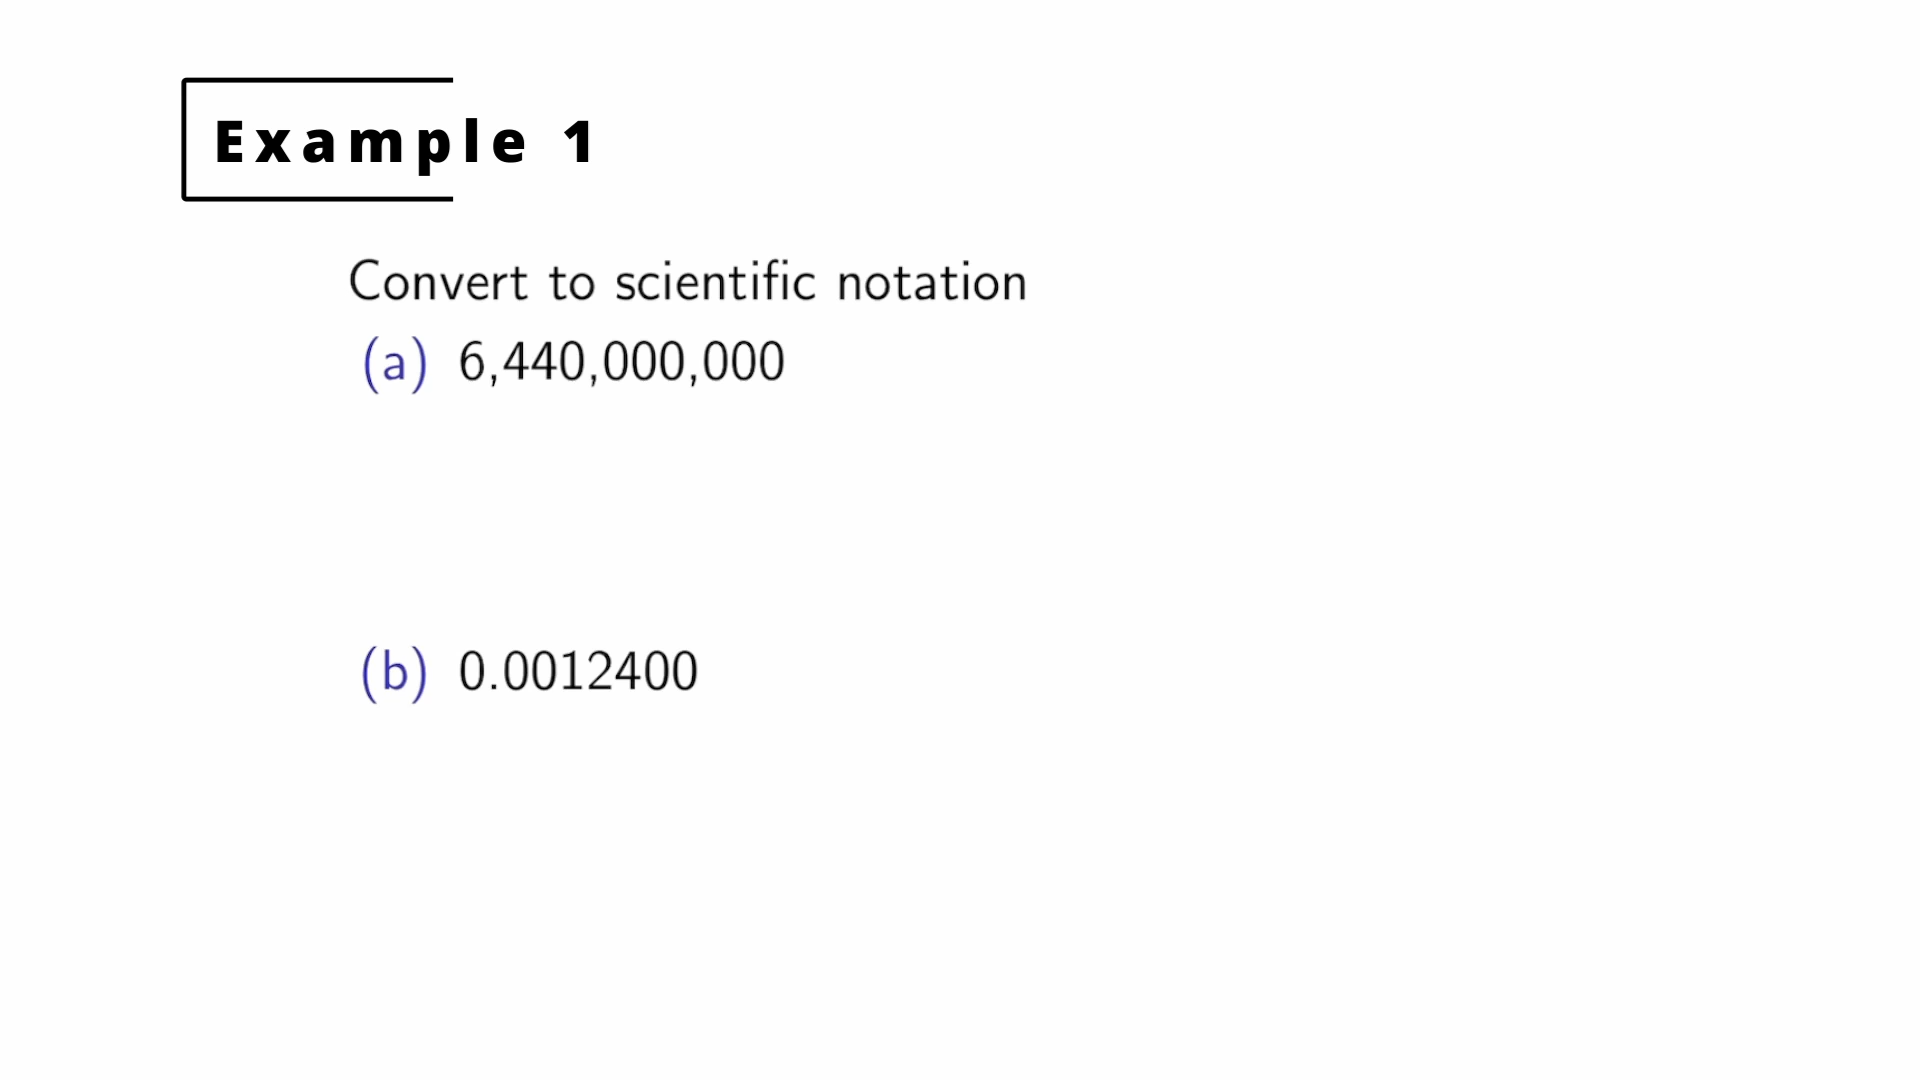 Example 1
Convert to scientific notation
(a) 6,440,000,000
(b) 0.0012400